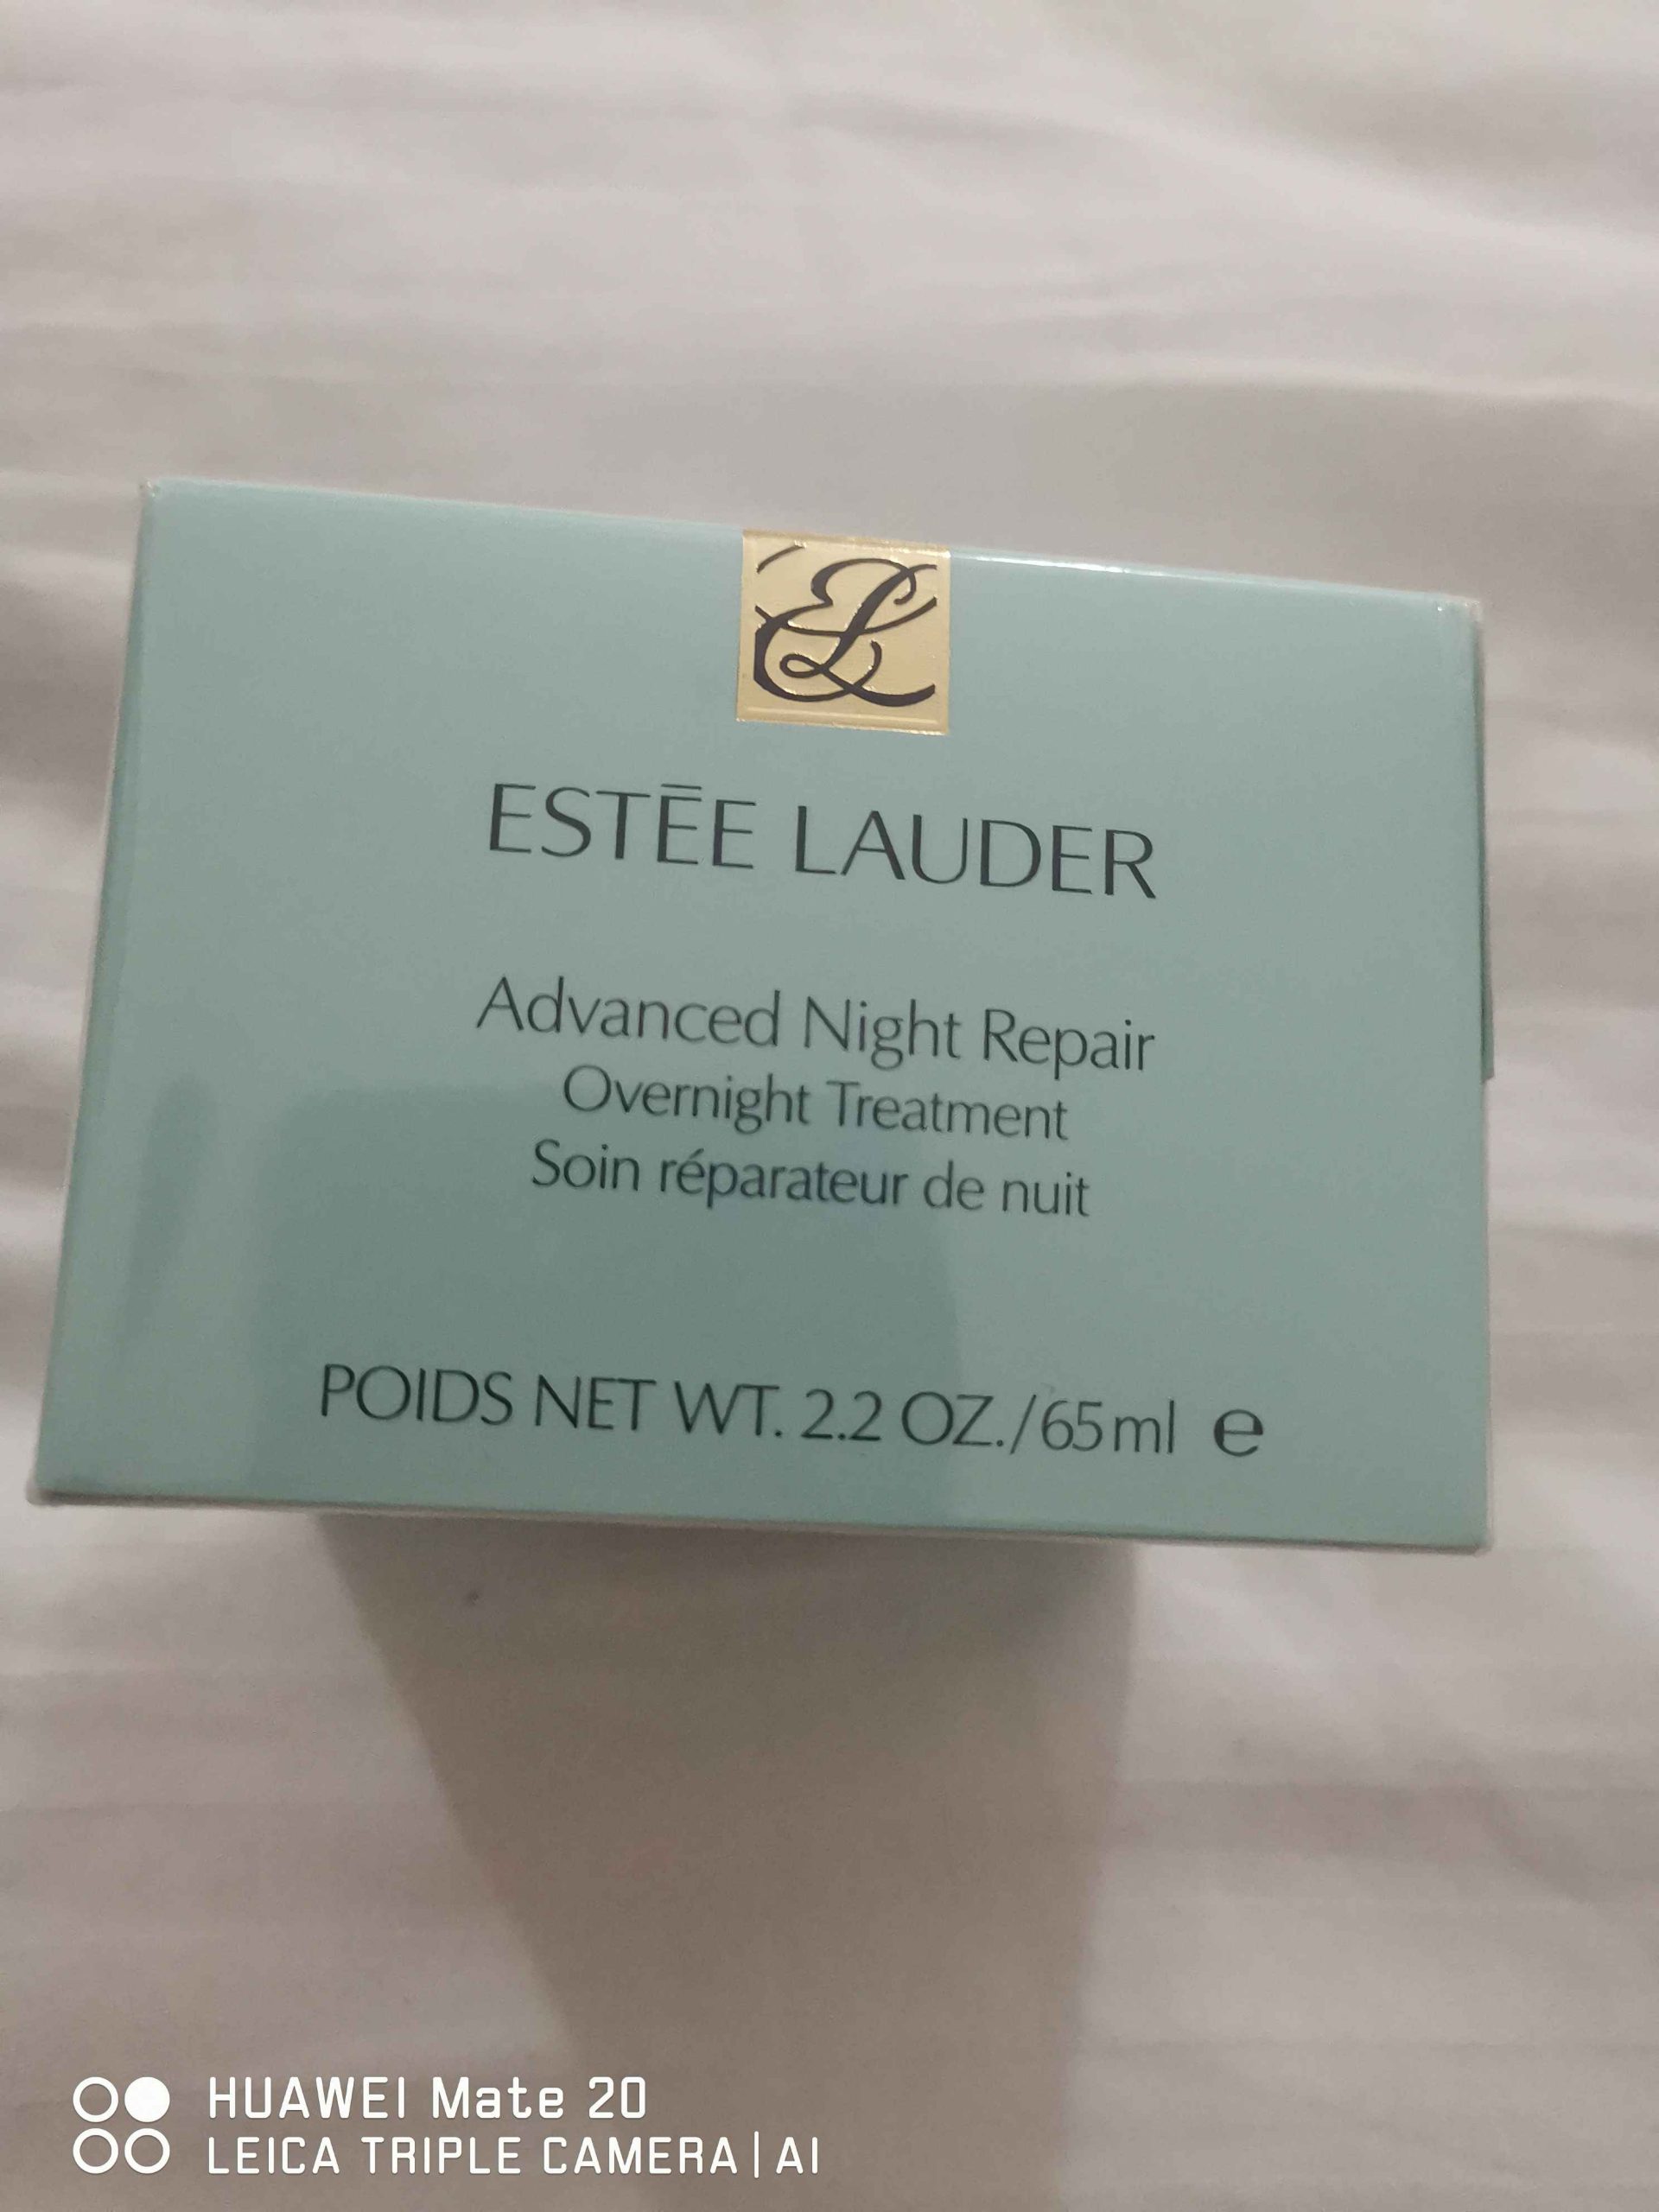 EL
ESTĒE LAUDER
Advanced Night Repair
Overnight Treatment
Soin réparateur de nuit
POIDS NET WT. 2.2 OZ./65ml ℮
HUAWEI Mate 20
LEICA TRIPLE CAMERA | AI